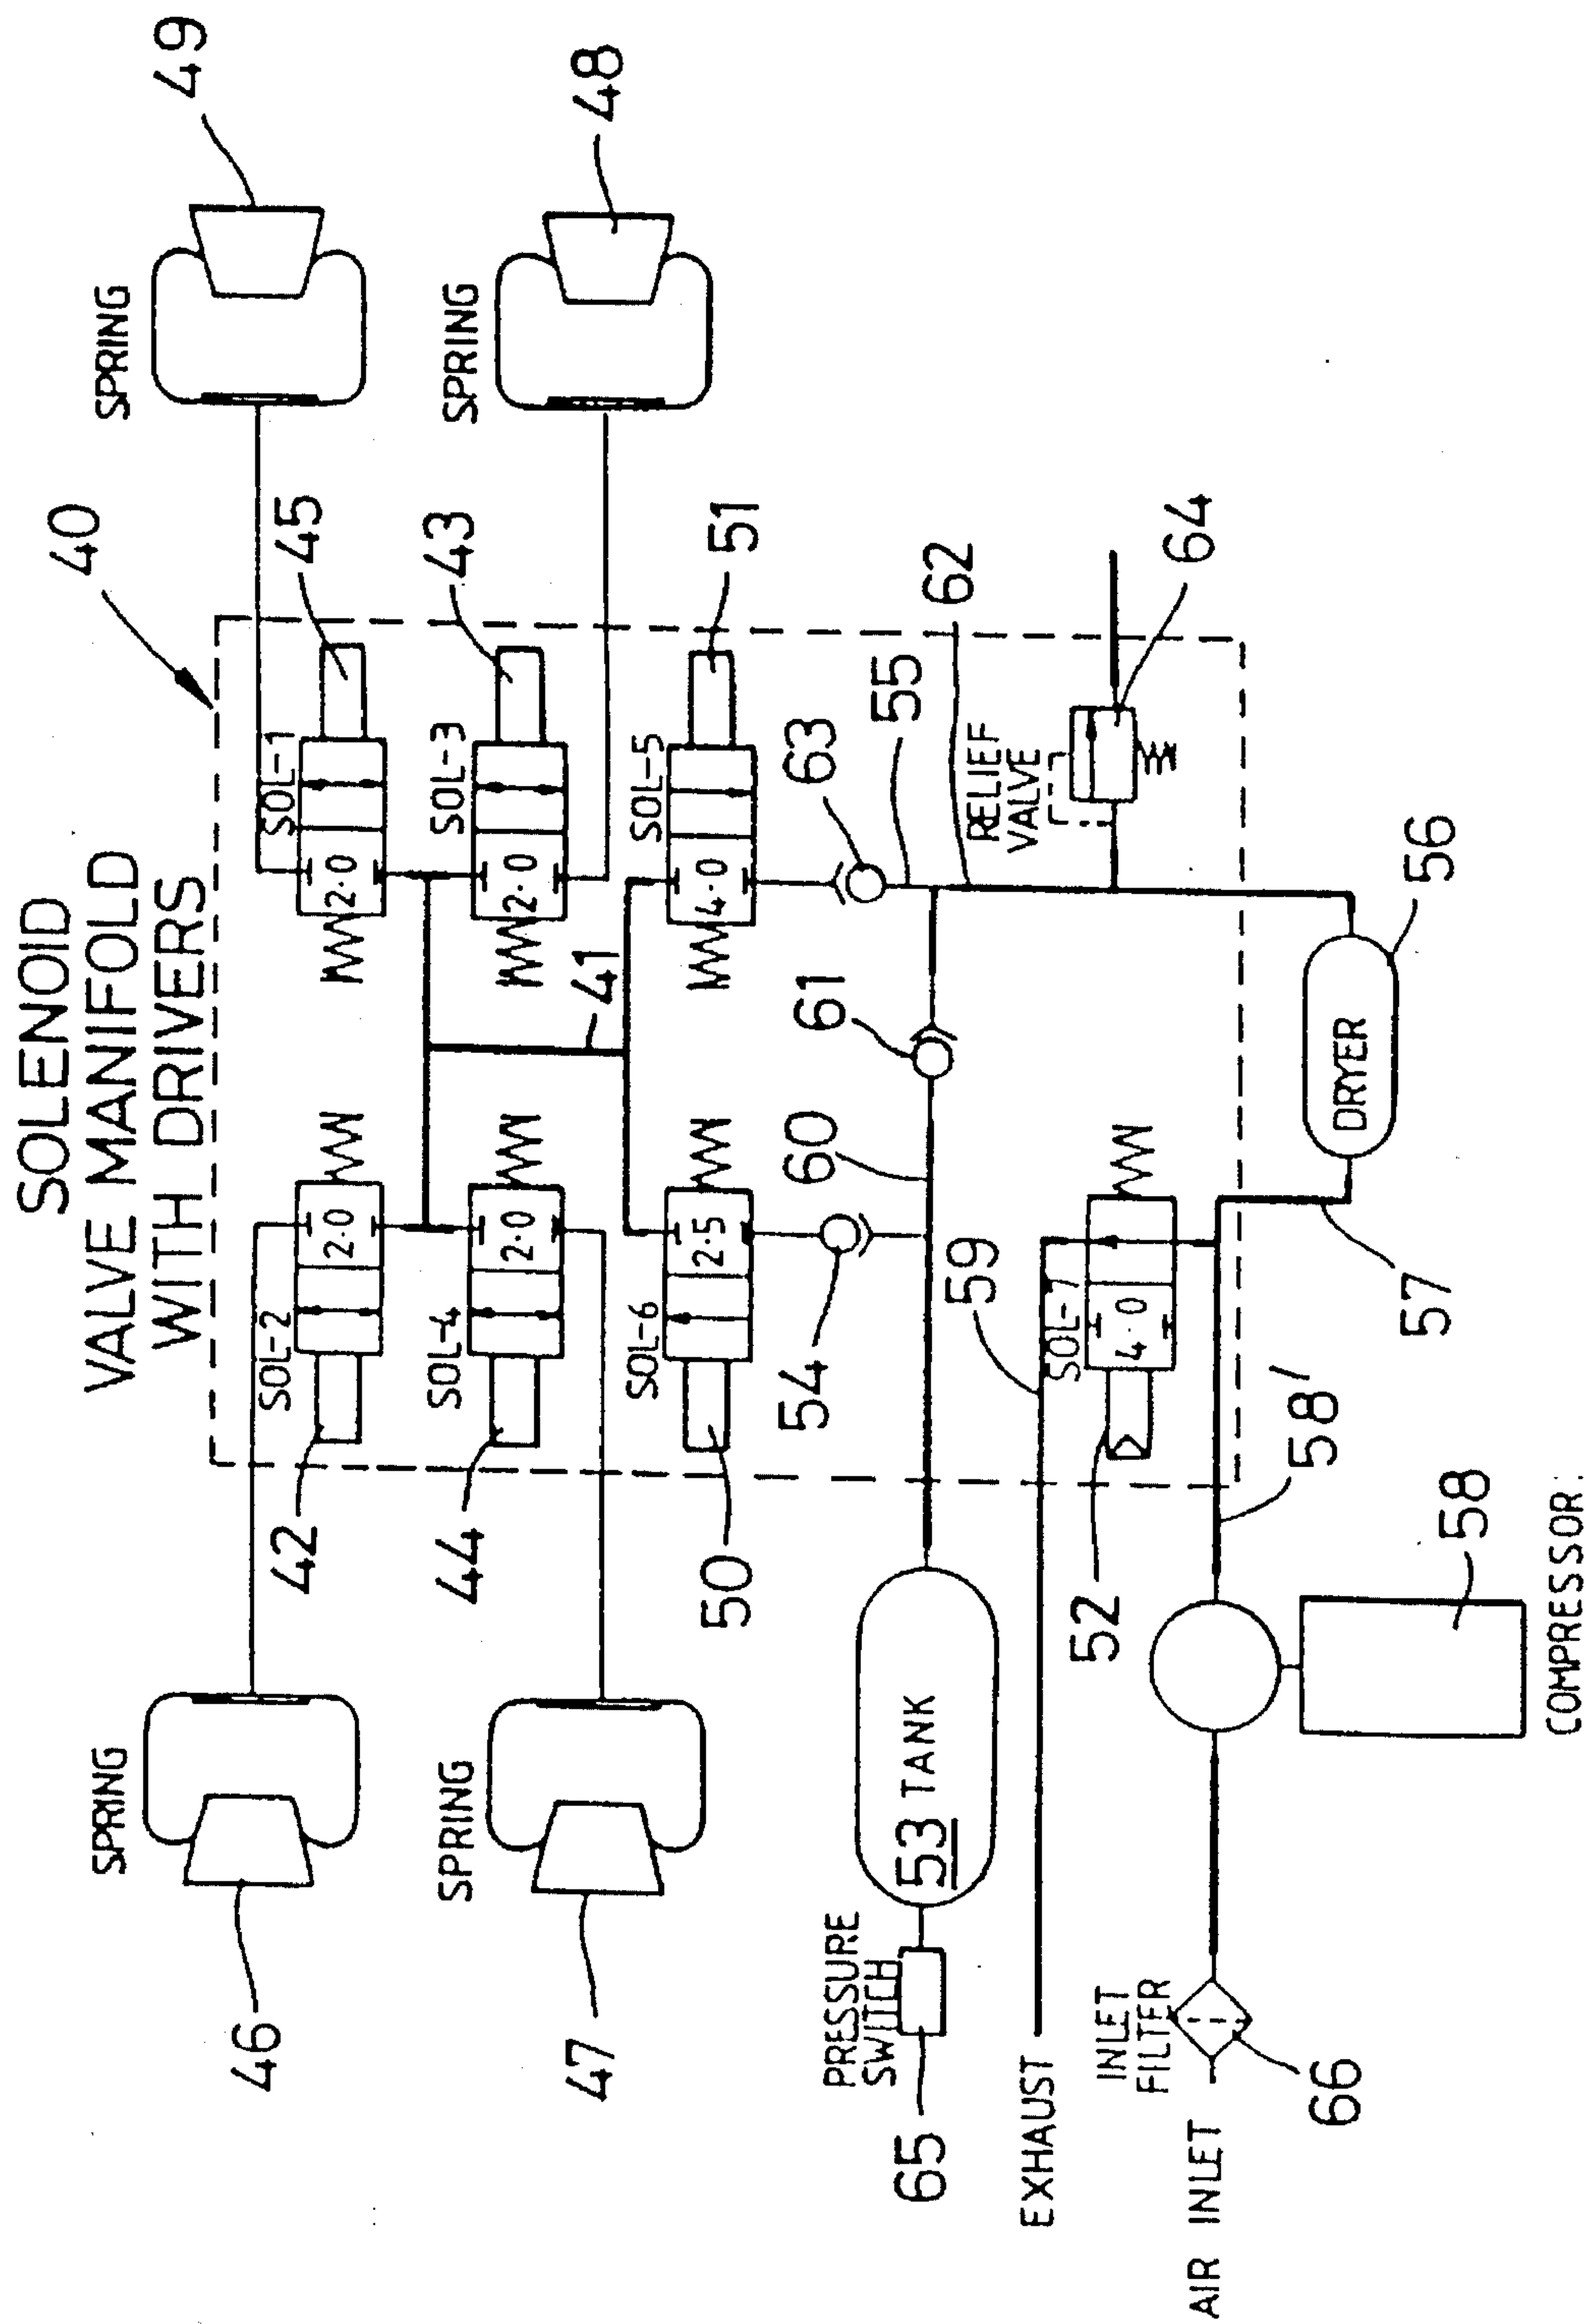 SOLENOID
VALVE MANIFOLD
WITH DRIVERS
40
49
48
SPRING
SPRING
SPRING
SPRING
46
47
SOL-2
2·0
42
SOL-1
2·0
45
SOL-4
2·0
44
SOL-3
2·0
43
41
SOL-6
2·5
50
SOL-5
4·0
51
54
63
55
62
61
60
PRESSURE
SWITCH
65
53 TANK
59
EXHAUST
SOL-7
4·0
52
RELIEF
VALVE
64
AIR INLET
INLET
FILTER
66
58'
57
DRYER
56
58
COMPRESSOR: